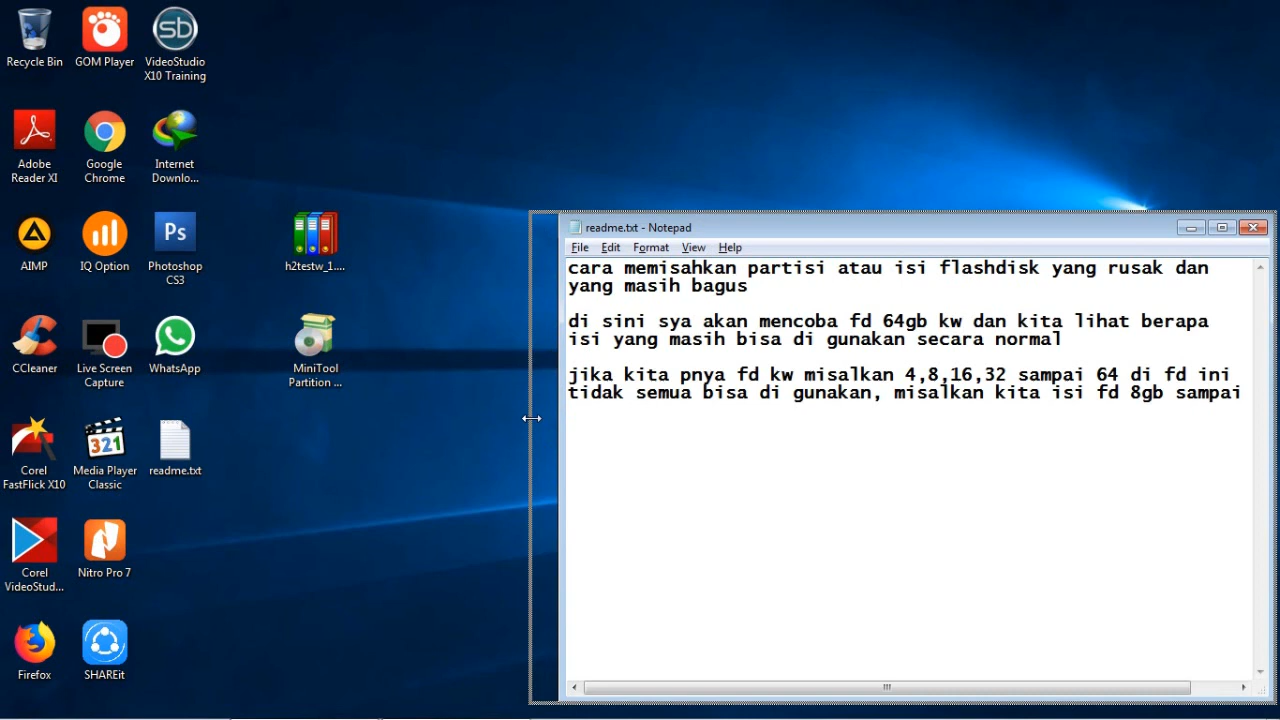 Recycle Bin
GOM Player
VideoStudio
X10 Training
sb
Adobe
Reader XI
Google
Chrome
Internet
Downlo...
AIMP
IQ Option
Ps
Photoshop
CS3
h2testw_1....
CCleaner
Live Screen
Capture
WhatsApp
MiniTool
Partition ...
Corel
FastFlick X10
321
Media Player
Classic
readme.txt
Corel
VideoStud...
Nitro Pro 7
Firefox
SHAREit
readme.txt - Notepad
File Edit Format View Help
cara memisahkan partisi atau isi flashdisk yang rusak dan
yang masih bagus
di sini sya akan mencoba fd 64gb kw dan kita lihat berapa
isi yang masih bisa di gunakan secara normal
jika kita pnya fd kw misalkan 4,8,16,32 sampai 64 di fd ini
tidak semua bisa di gunakan, misalkan kita isi fd 8gb sampai